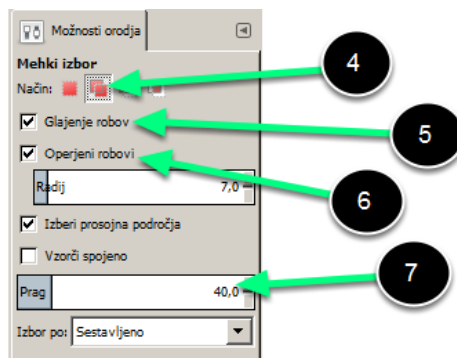 Možnosti orodja
Mehki izbor
Način:
4
Glajenje robov
5
Operjeni robovi
6
Radij 7,0
Izberi prosojna področja
Vzorči spojeno
7
Prag 40,0
Izbor po: Sestavljeno